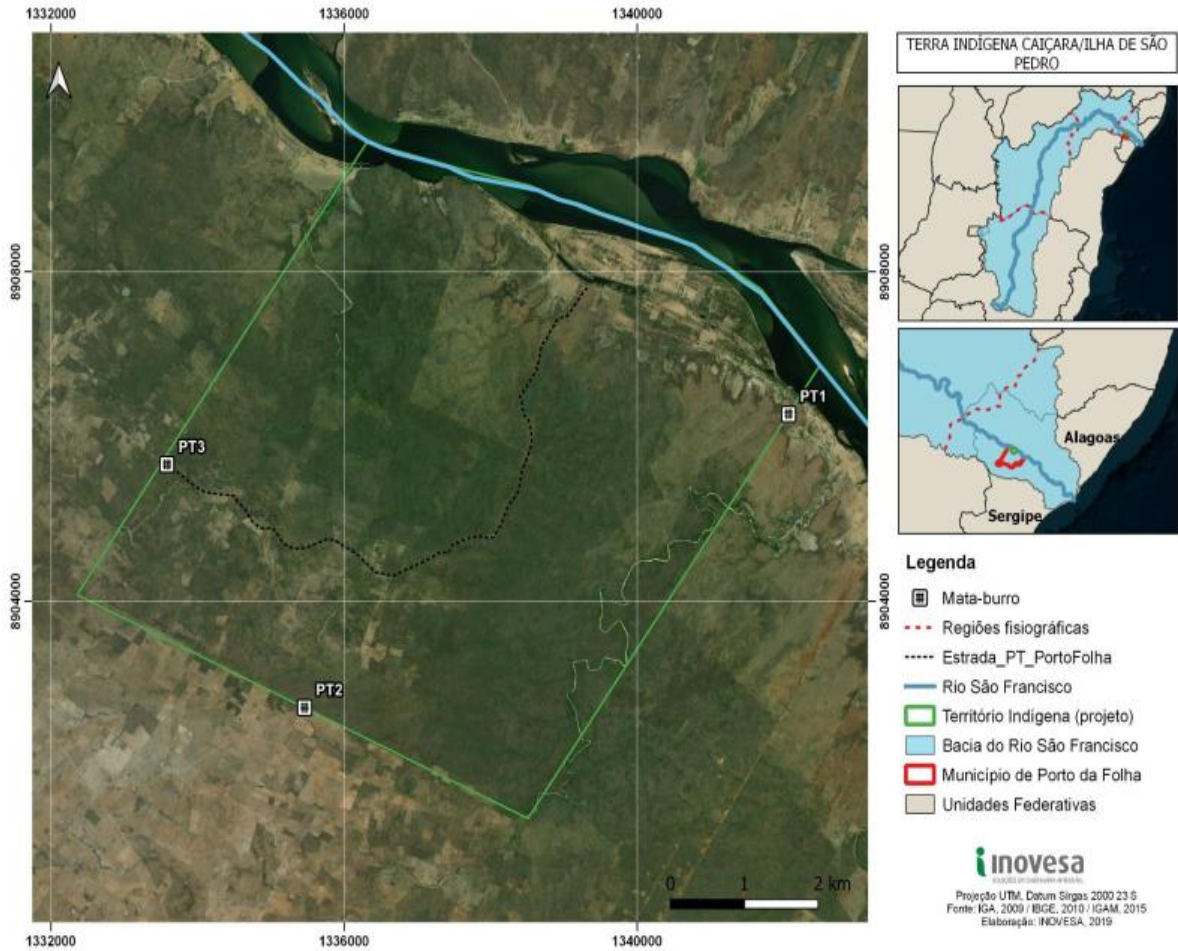 1332000
1336000
1340000
TERRA INDÍGENA CAIÇARA/ILHA DE SÃO
PEDRO
8908000
8908000
PT1
PT3
Alagoas
Sergipe
8904000
8904000
PT2
0 1 2 km
1332000
1336000
1340000
Legenda
Mata-burro
Regiões fisiográficas
Estrada_PT_PortoFolha
Rio São Francisco
Território Indígena (projeto)
Bacia do Rio São Francisco
Município de Porto da Folha
Unidades Federativas
inovesa
Projeção UTM, Datum Sirgas 2000 23 S
Fonte: IGA, 2009 / IBGE, 2010 / IGAM, 2015
Elaboração: INOVESA, 2019